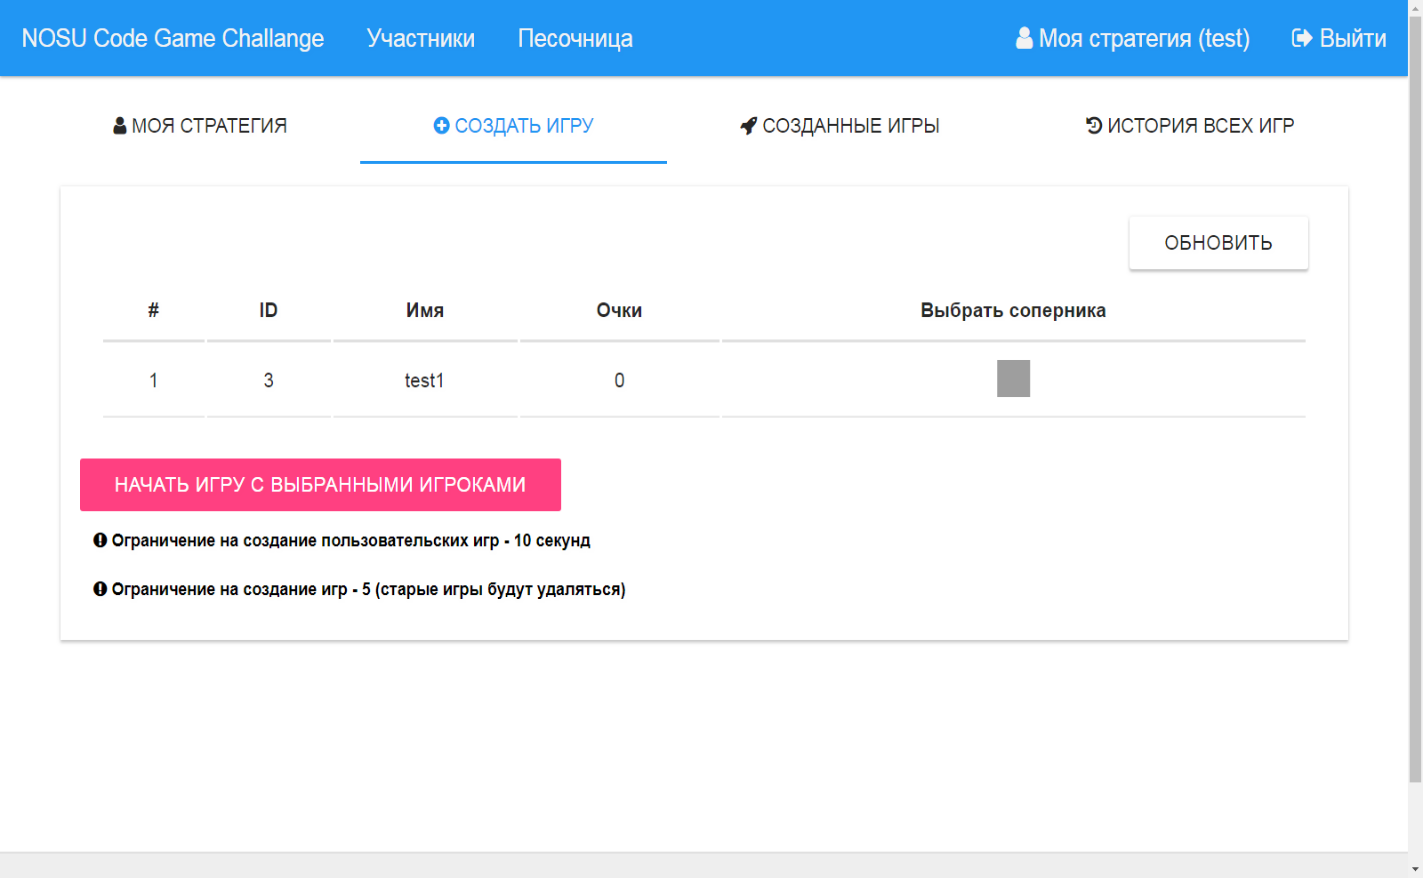 NOSU Code Game Challange Участники Песочница Моя стратегия (test) Выйти
МОЯ СТРАТЕГИЯ СОЗДАТЬ ИГРУ СОЗДАННЫЕ ИГРЫ ИСТОРИЯ ВСЕХ ИГР
ОБНОВИТЬ
# ID Имя Очки Выбрать соперника
1 3 test1 0
НАЧАТЬ ИГРУ С ВЫБРАННЫМИ ИГРОКАМИ
Ограничение на создание пользовательских игр - 10 секунд
Ограничение на создание игр - 5 (старые игры будут удаляться)